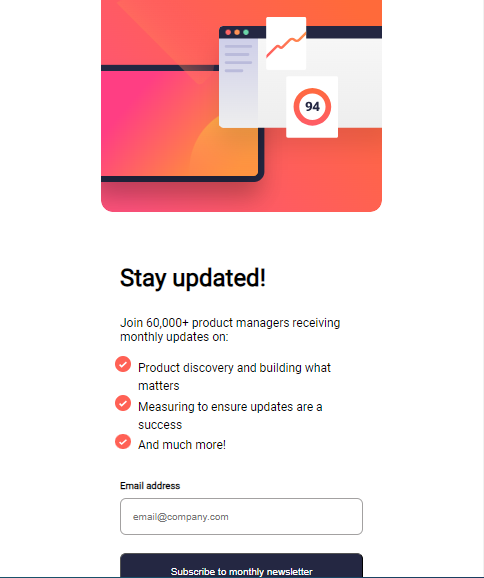 94
Stay updated!
Join 60,000+ product managers receiving
monthly updates on:
Product discovery and building what
matters
Measuring to ensure updates are a
success
And much more!
Email address
email@company.com
Subscribe to monthly newsletter